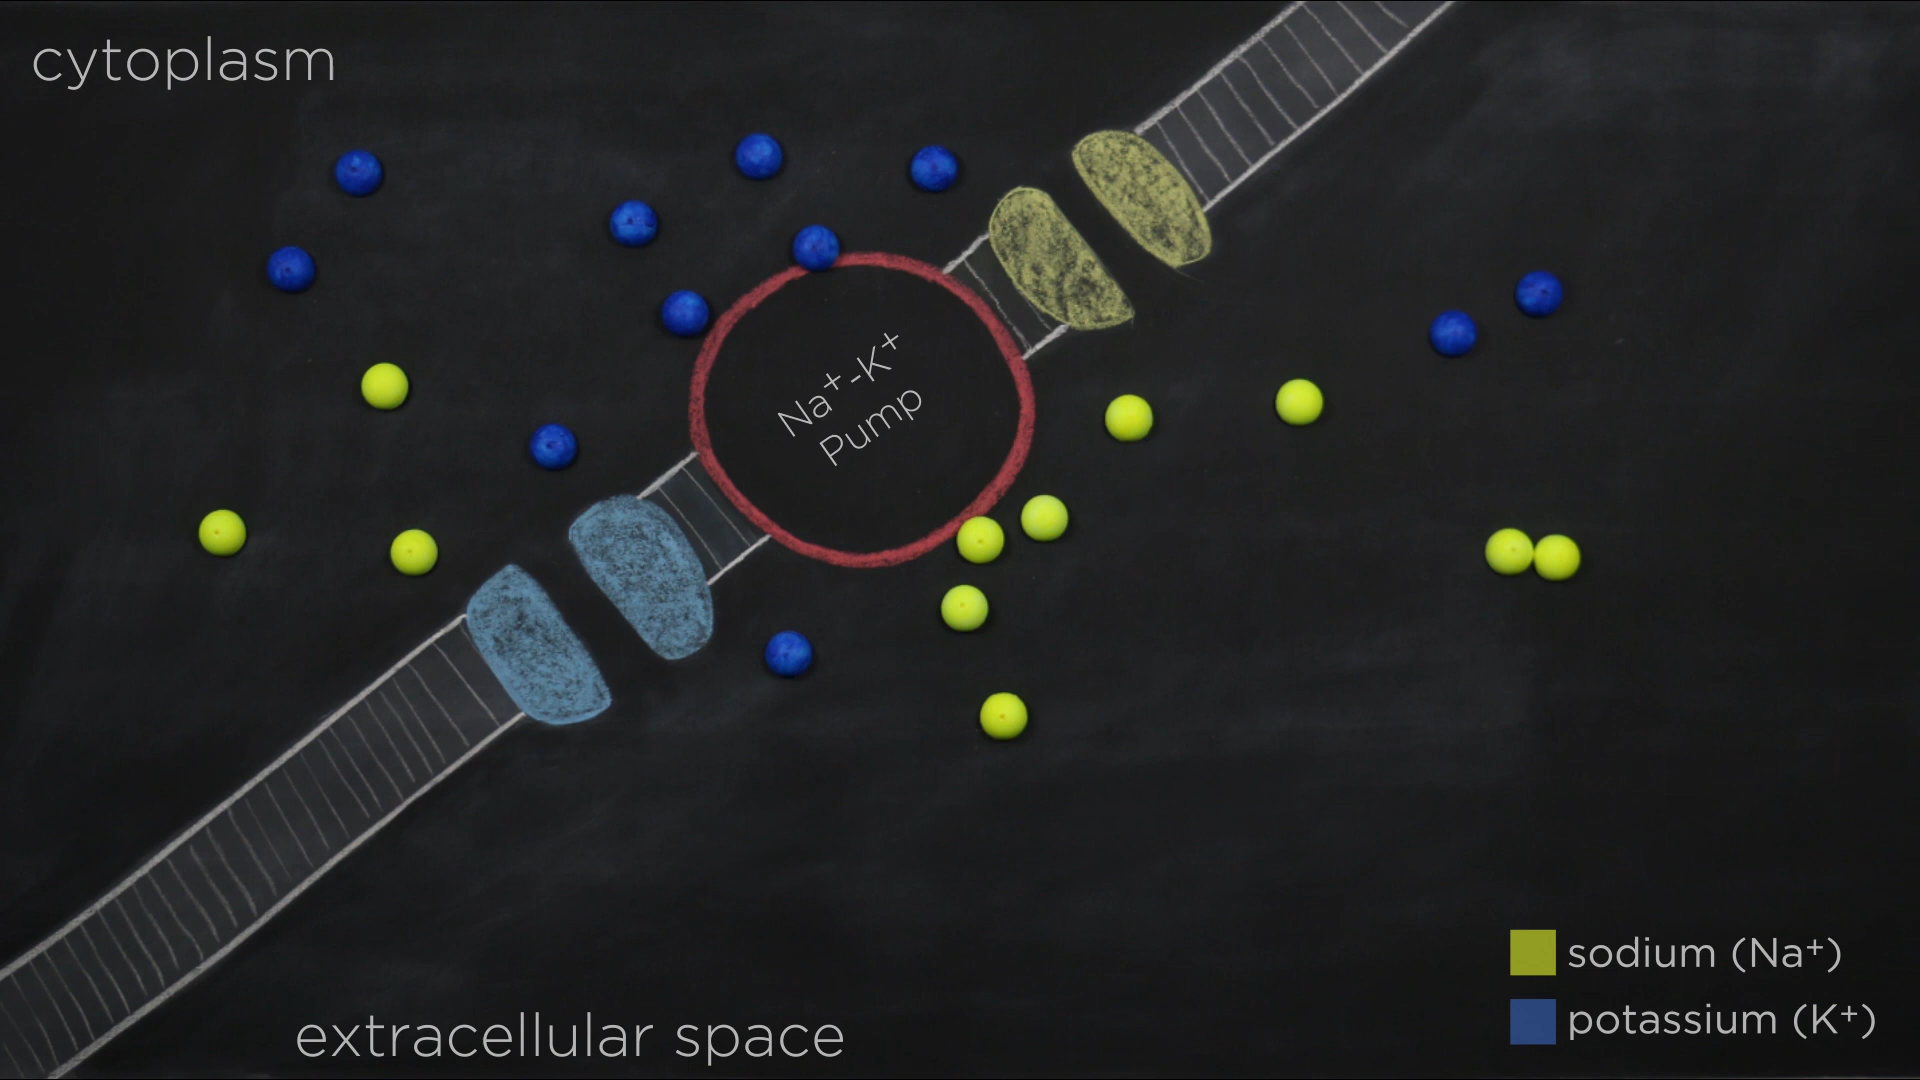 cytoplasm
Na⁺-K⁺
Pump
sodium (Na⁺)
potassium (K⁺)
extracellular space